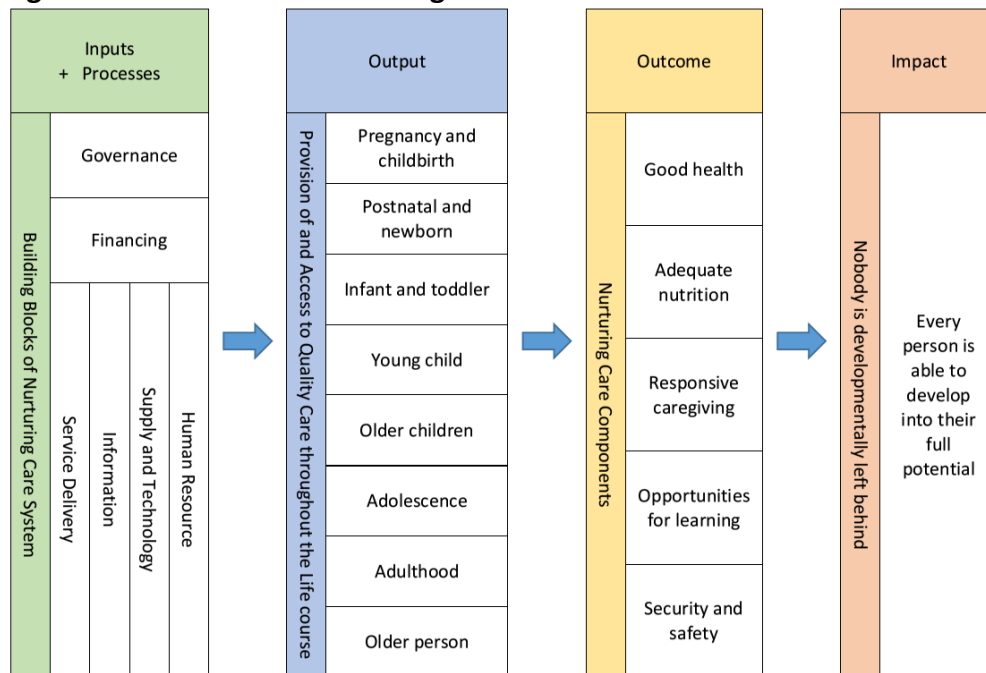 Inputs
+ Processes
Building Blocks of Nurturing Care System
Governance
Financing
Service Delivery
Information
Supply and Technology
Human Resource
Output
Provision of and Access to Quality Care throughout the Life course
Pregnancy and
childbirth
Postnatal and
newborn
Infant and toddler
Young child
Older children
Adolescence
Adulthood
Older person
Outcome
Nurturing Care Components
Good health
Adequate
nutrition
Responsive
caregiving
Opportunities
for learning
Security and
safety
Impact
Nobody is developmentally left behind
Every
person is
able to
develop
into their
full
potential